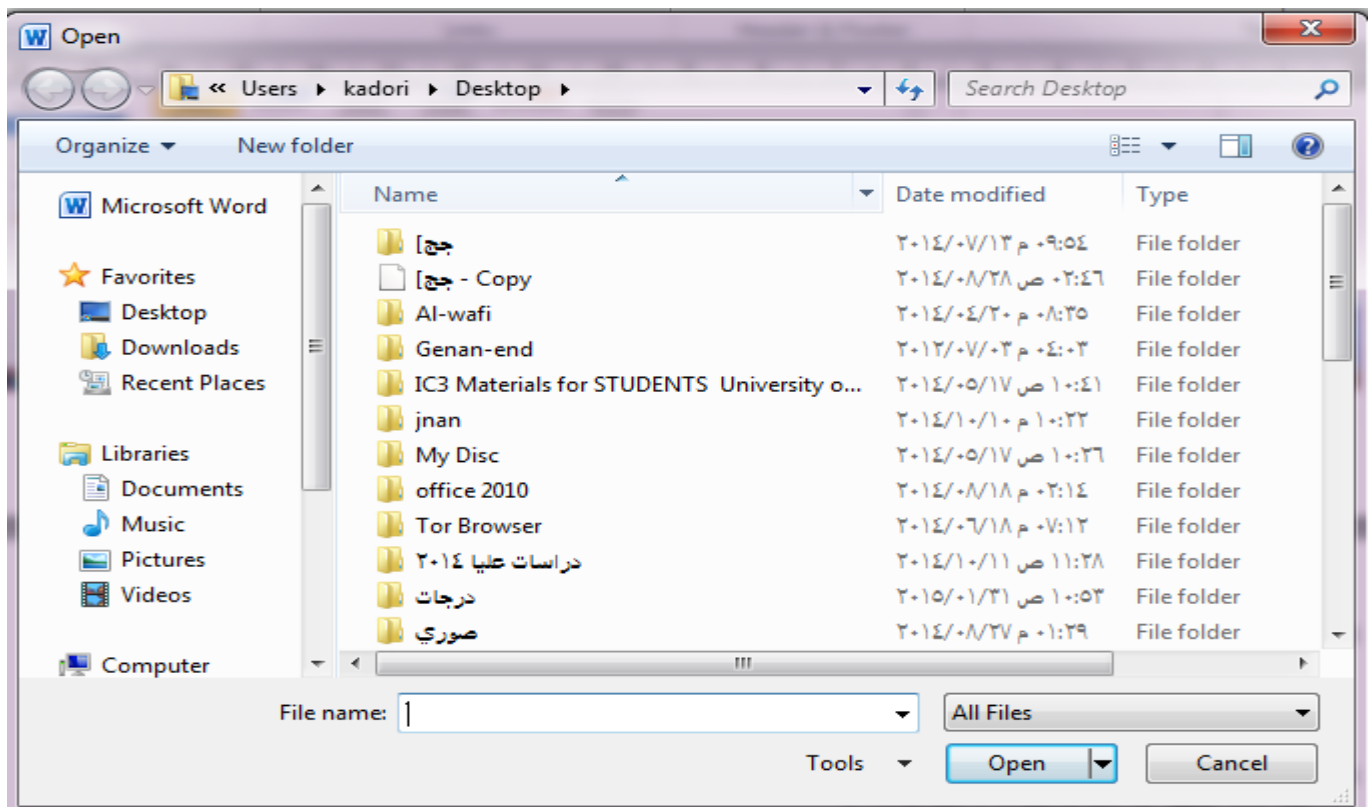 Open
« Users ▸ kadori ▸ Desktop ▸ Search Desktop
Organize New folder
Microsoft Word
Favorites
Desktop
Downloads
Recent Places
Libraries
Documents
Music
Pictures
Videos
Computer
Name Date modified Type
جج] ٠٩:٥٤ م ٢٠١٤/٠٧/١٣ File folder
جج] - Copy ٠٢:٤٦ ص ٢٠١٤/٠٨/٢٨ File folder
Al-wafi ٠٨:٢٥ م ٢٠١٤/٠٤/٢٠ File folder
Genan-end ٠٤:٠٣ م ٢٠١٢/٠٧/٠٣ File folder
IC3 Materials for STUDENTS University o... ١٠:٤١ ص ٢٠١٤/٠٥/١٧ File folder
jnan ١٠:٢٢ م ٢٠١٤/١٠/١٠ File folder
My Disc ١٠:٢٦ ص ٢٠١٤/٠٥/١٧ File folder
office 2010 ٠٢:١٤ م ٢٠١٤/٠٨/١٨ File folder
Tor Browser ٠٧:١٢ م ٢٠١٤/٠٦/١٨ File folder
دراسات عليا ٢٠١٤ ١١:٢٨ ص ٢٠١٤/١٠/١١ File folder
درجات ١٠:٥٣ ص ٢٠١٥/٠١/٣١ File folder
صوري ٠١:٢٩ م ٢٠١٤/٠٨/٢٧ File folder
File name: All Files
Tools Open Cancel